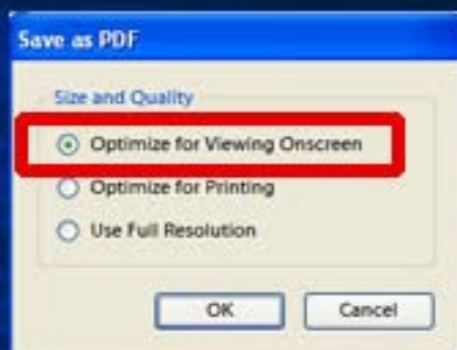 Save as PDF
Size and Quality
Optimize for Viewing Onscreen
Optimize for Printing
Use Full Resolution
OK
Cancel